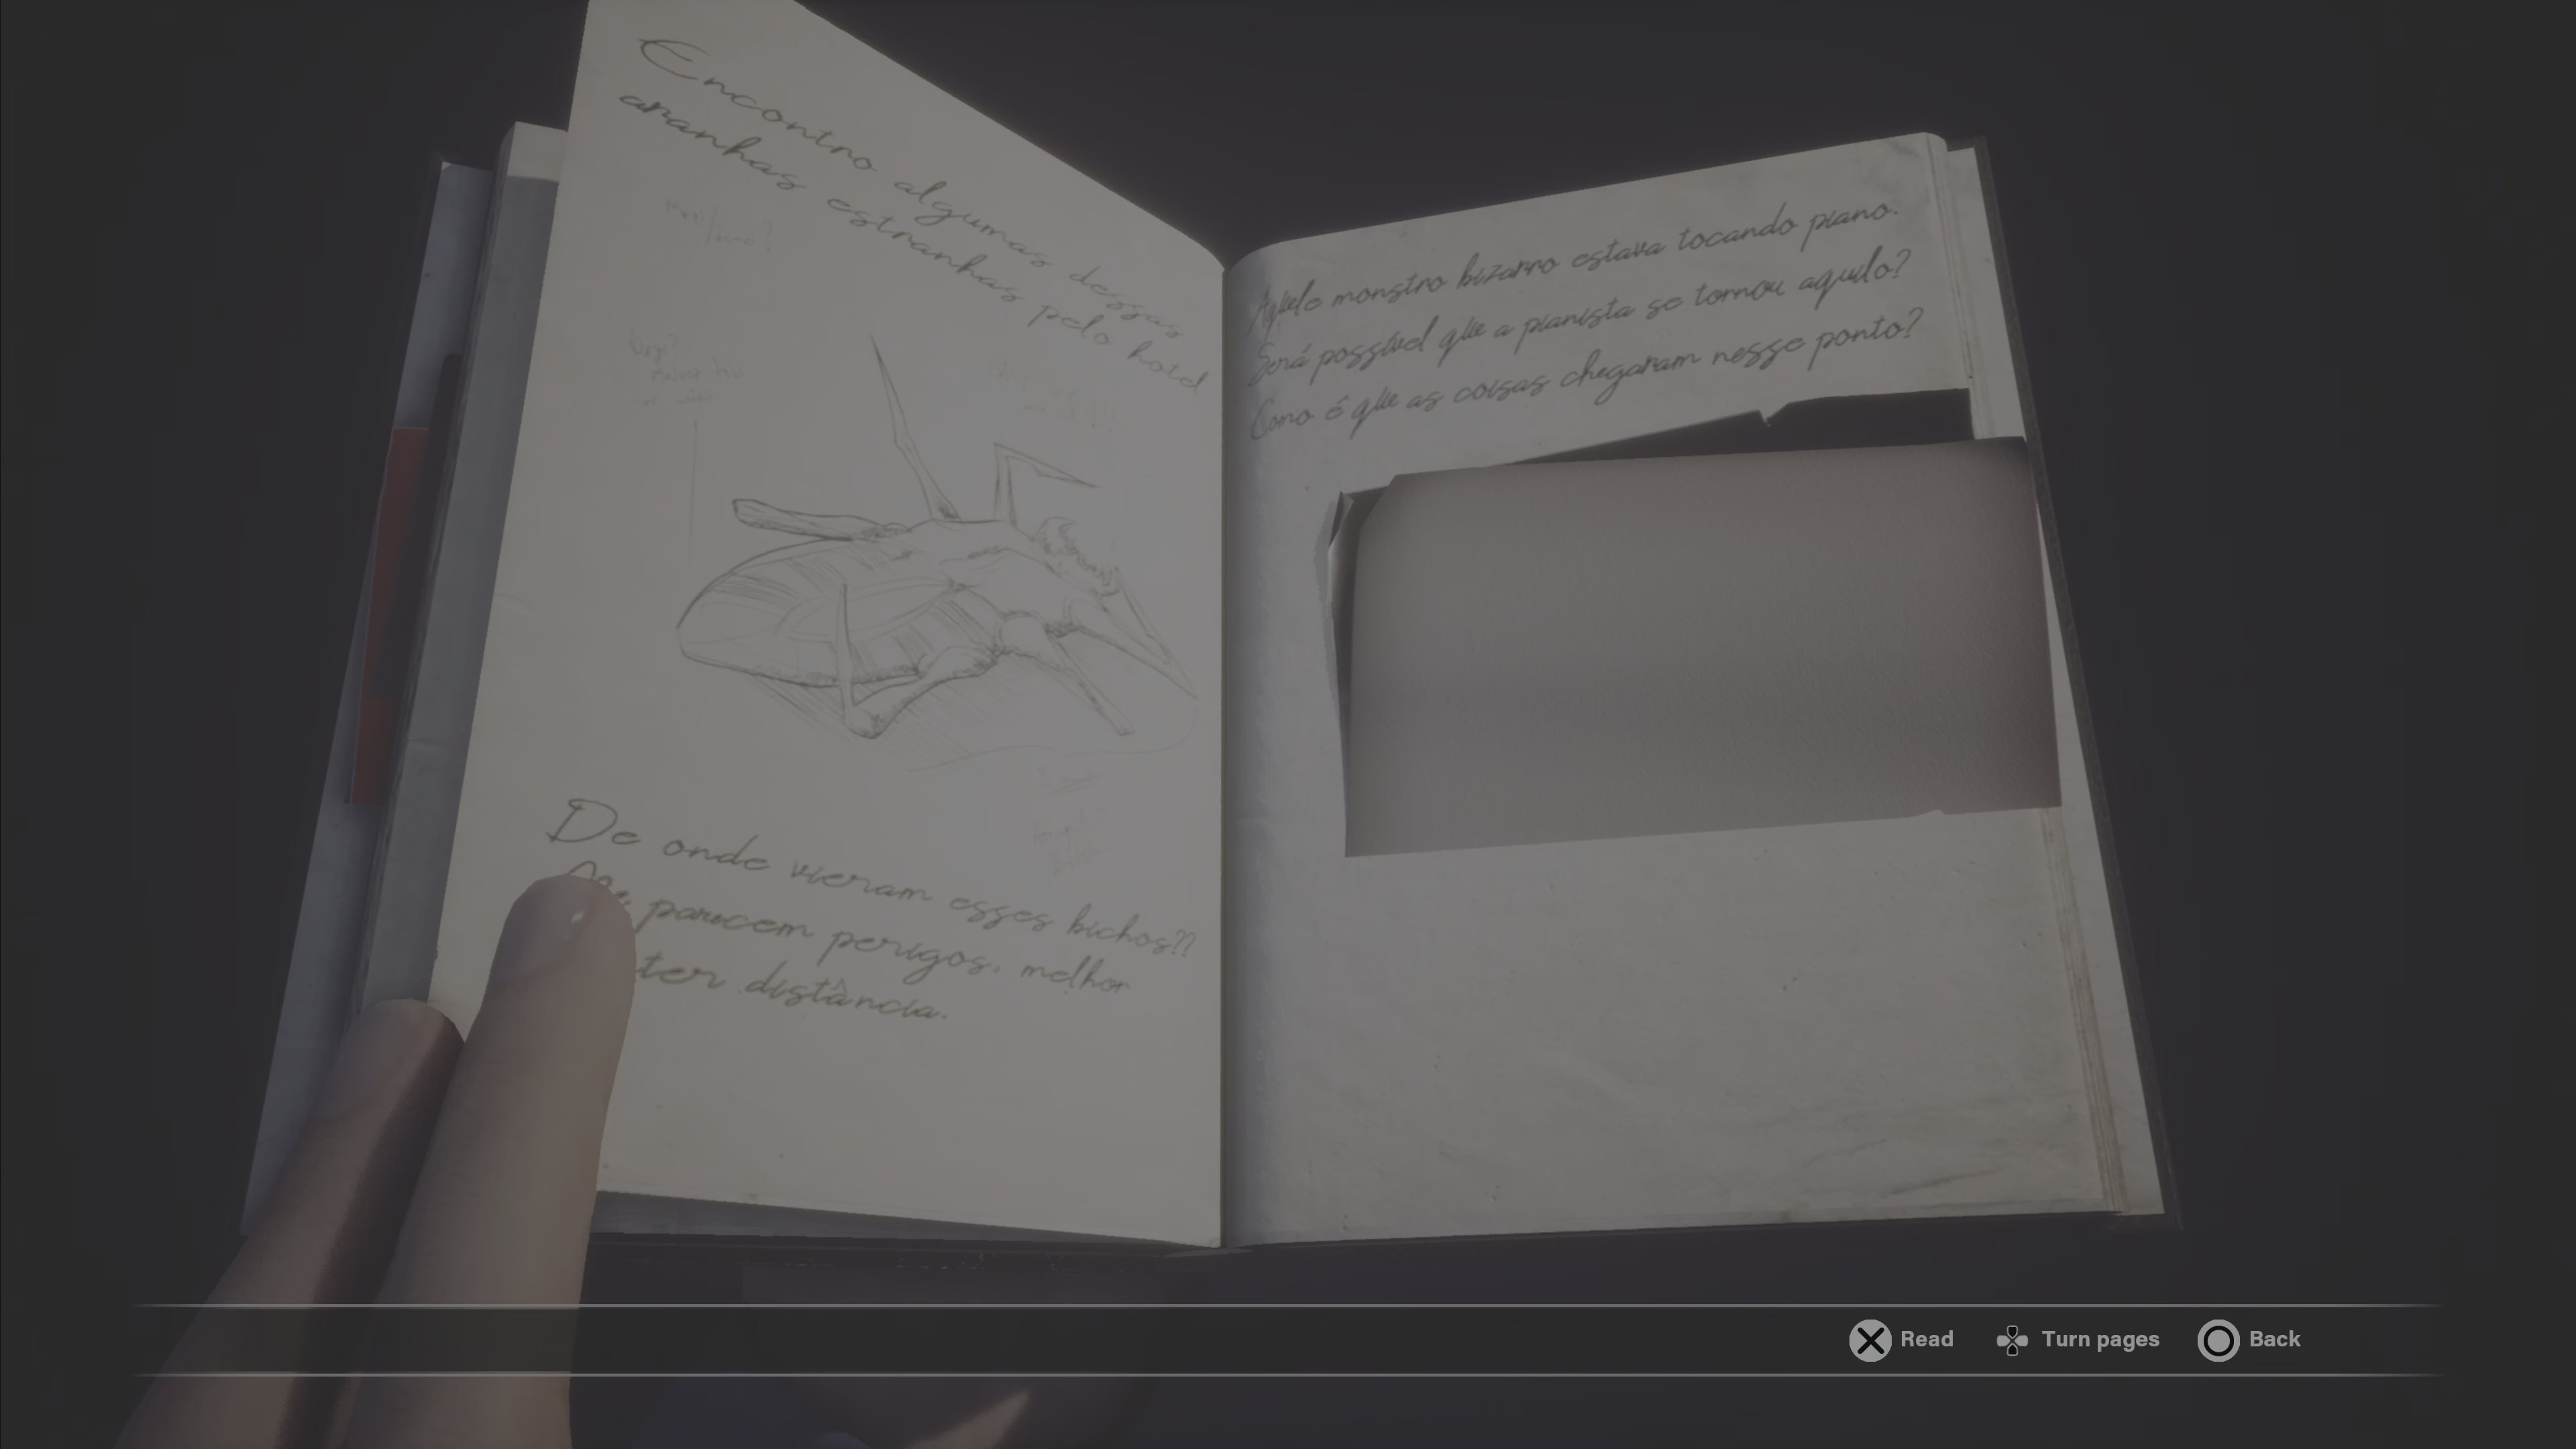 Encontro algumas dessas
aranhas estranhas pelo hotel
De onde vieram esses bichos??
parecem perigos. melhor
distância.
Aquele monstro bizarro estava tocando piano.
Será possível que a pianista se tornou aquilo?
Como é que as coisas chegaram nesse ponto?
Read
Turn pages
Back